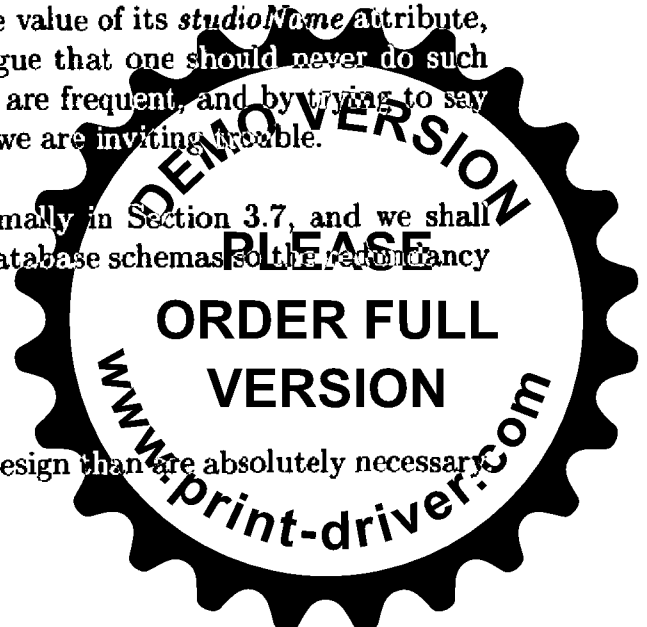 e value of its studioName attribute,
gue that one should never do such
are frequent, and by trying to say
we are inviting trouble.
mally in Section 3.7, and we shall
atabase schemas so the redundancy
esign than are absolutely necessary.
DEMO VERSION
PLEASE
ORDER FULL
VERSION
www.print-driver.com